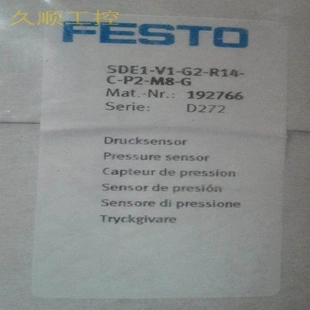 久顺工控
FESTO
SDE1-V1-G2-R14-
C-P2-M8-G
Mat.-Nr.: 192766
Serie: D272
Drucksensor
Pressure sensor
Capteur de pression
Sensor de presión
Sensore di pressione
Tryckgivare